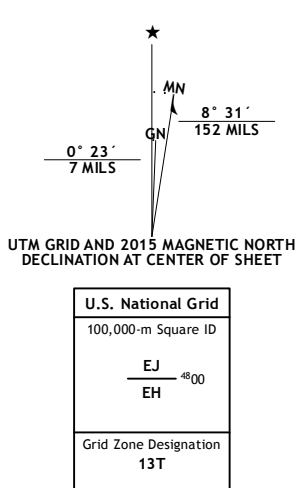 ★
MN
8° 31´
152 MILS
GN
0° 23´
7 MILS
UTM GRID AND 2015 MAGNETIC NORTH
DECLINATION AT CENTER OF SHEET
U.S. National Grid
100,000-m Square ID
EJ
4800
EH
Grid Zone Designation
13T